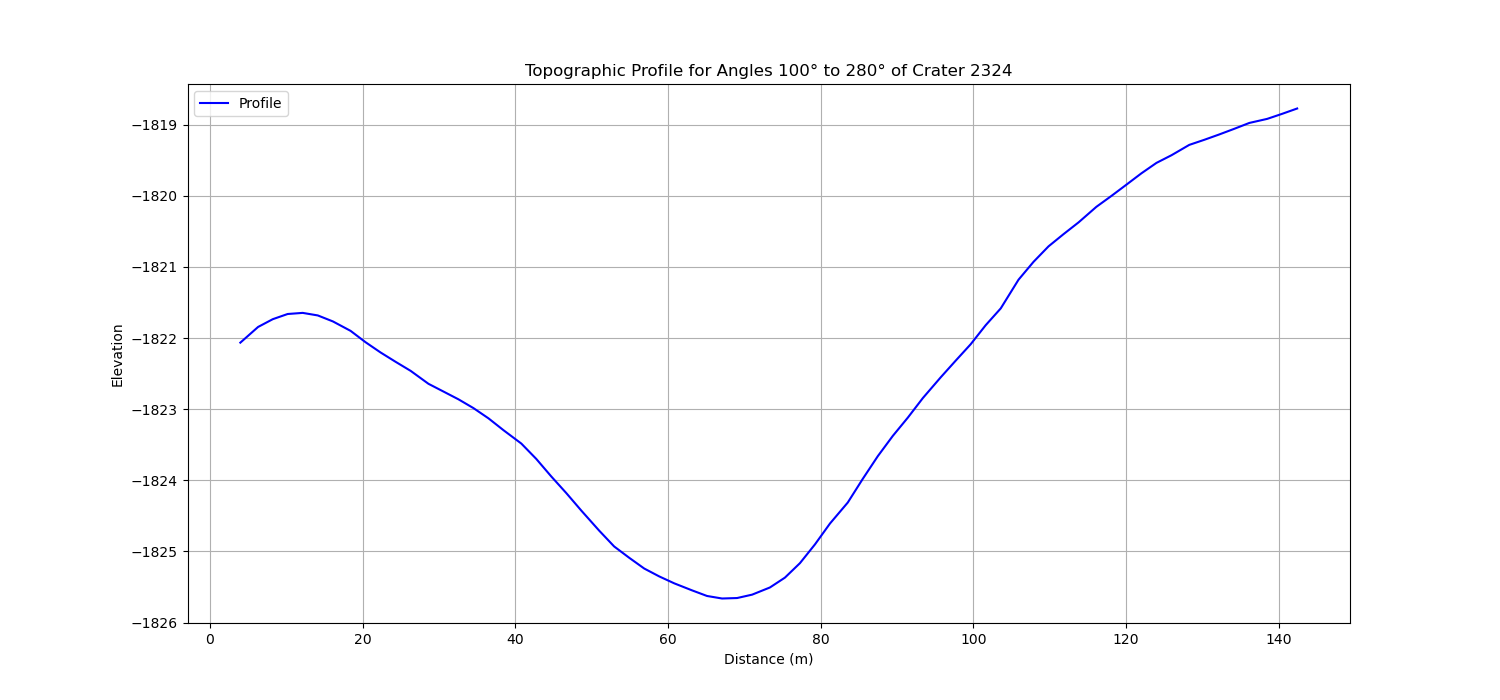 Topographic Profile for Angles 100° to 280° of Crater 2324
Profile
−1819
−1820
−1821
−1822
−1823
−1824
−1825
−1826
Elevation
0 20 40 60 80 100 120 140
Distance (m)